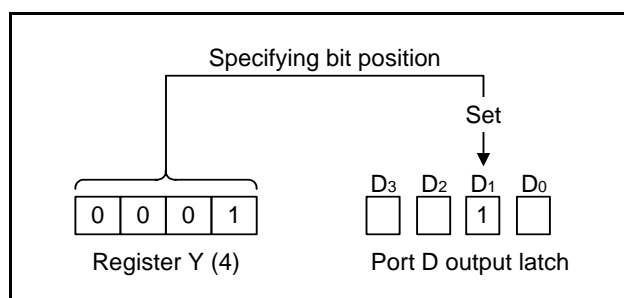 Specifying bit position
Set
D3 D2 D1 D0
0 0 0 1 1
Register Y (4) Port D output latch